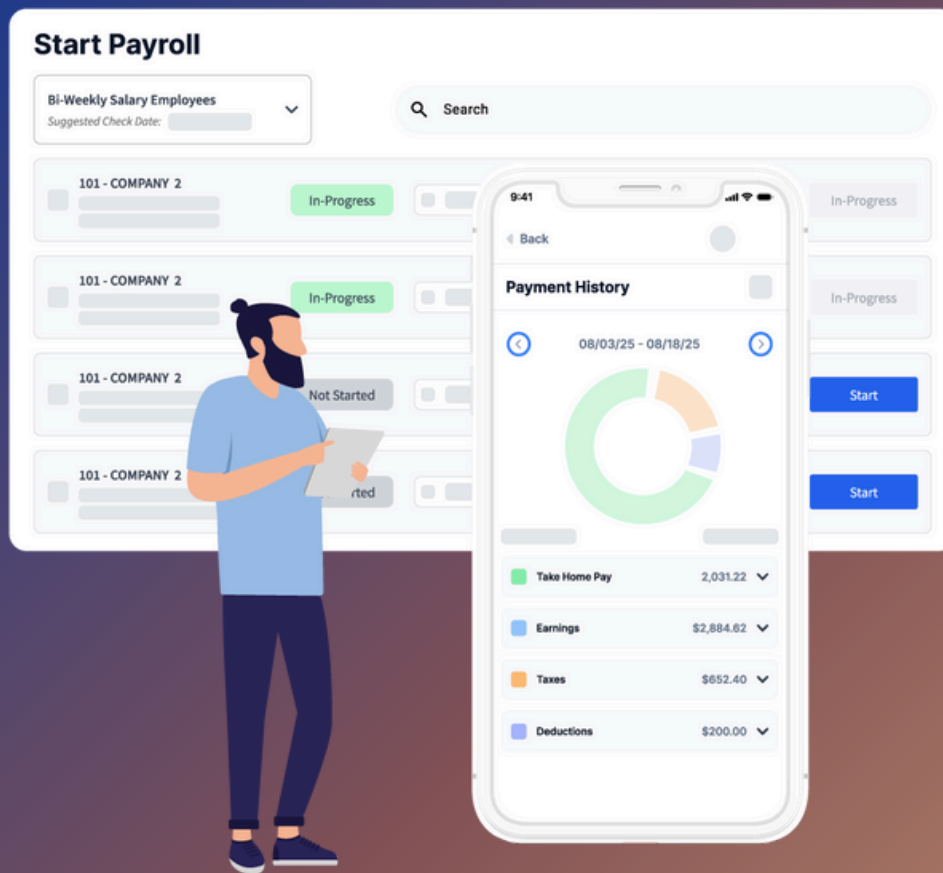 Start Payroll
Bi-Weekly Salary Employees
Suggested Check Date:
Search
101 - COMPANY 2
In-Progress
In-Progress
101 - COMPANY 2
In-Progress
In-Progress
101 - COMPANY 2
Not Started
Start
101 - COMPANY 2
rted
Start
9:41
Back
Payment History
08/03/25 - 08/18/25
Take Home Pay 2,031.22
Earnings $2,884.62
Taxes $652.40
Deductions $200.00